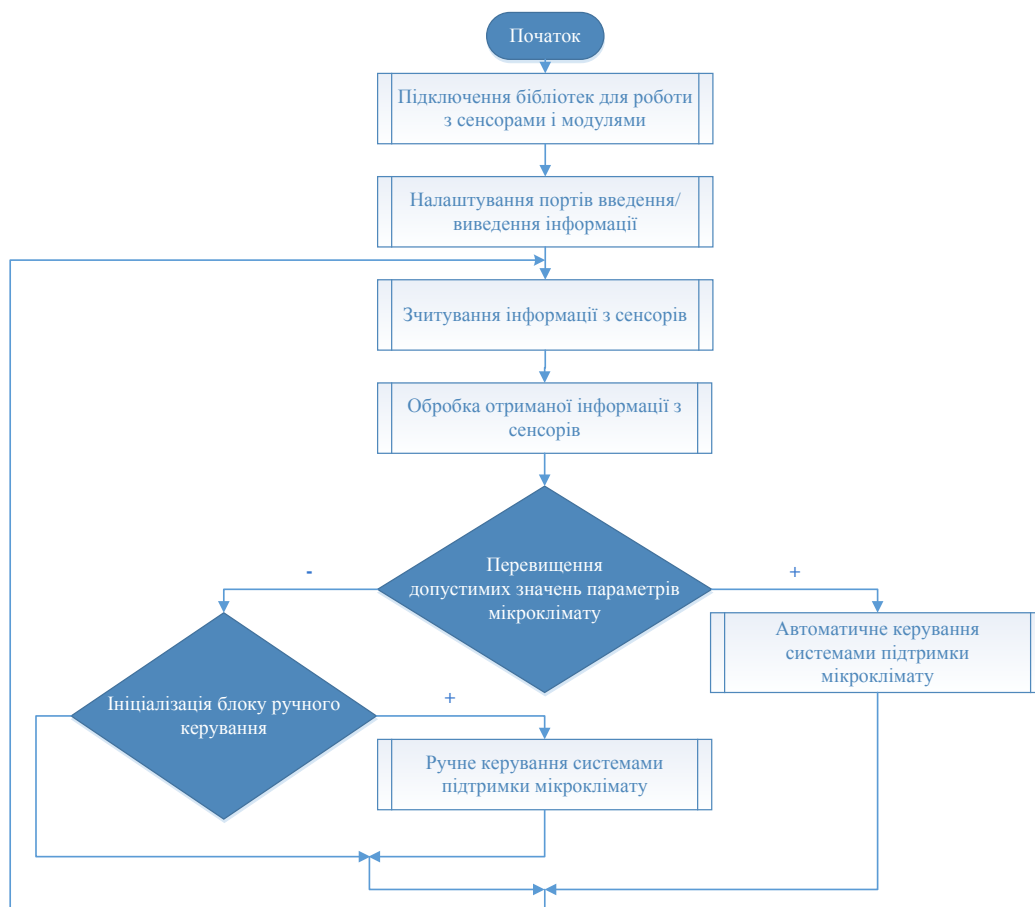 Початок
Підключення бібліотек для роботи
з сенсорами і модулями
Налаштування портів введення/
виведення інформації
Зчитування інформації з сенсорів
Обробка отриманої інформації з
сенсорів
Перевищення
допустимих значень параметрів
мікроклімату
-
+
Автоматичне керування
системами підтримки
мікроклімату
Ініціалізація блоку ручного
керування
+
Ручне керування системами
підтримки мікроклімату